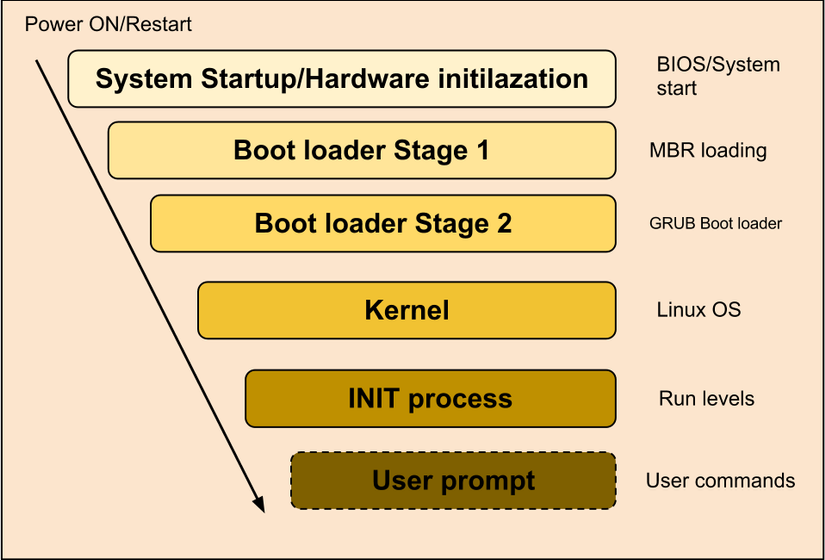 Power ON/Restart
System Startup/Hardware initilazation
BIOS/System
start
Boot loader Stage 1
MBR loading
Boot loader Stage 2
GRUB Boot loader
Kernel
Linux OS
INIT process
Run levels
User prompt
User commands